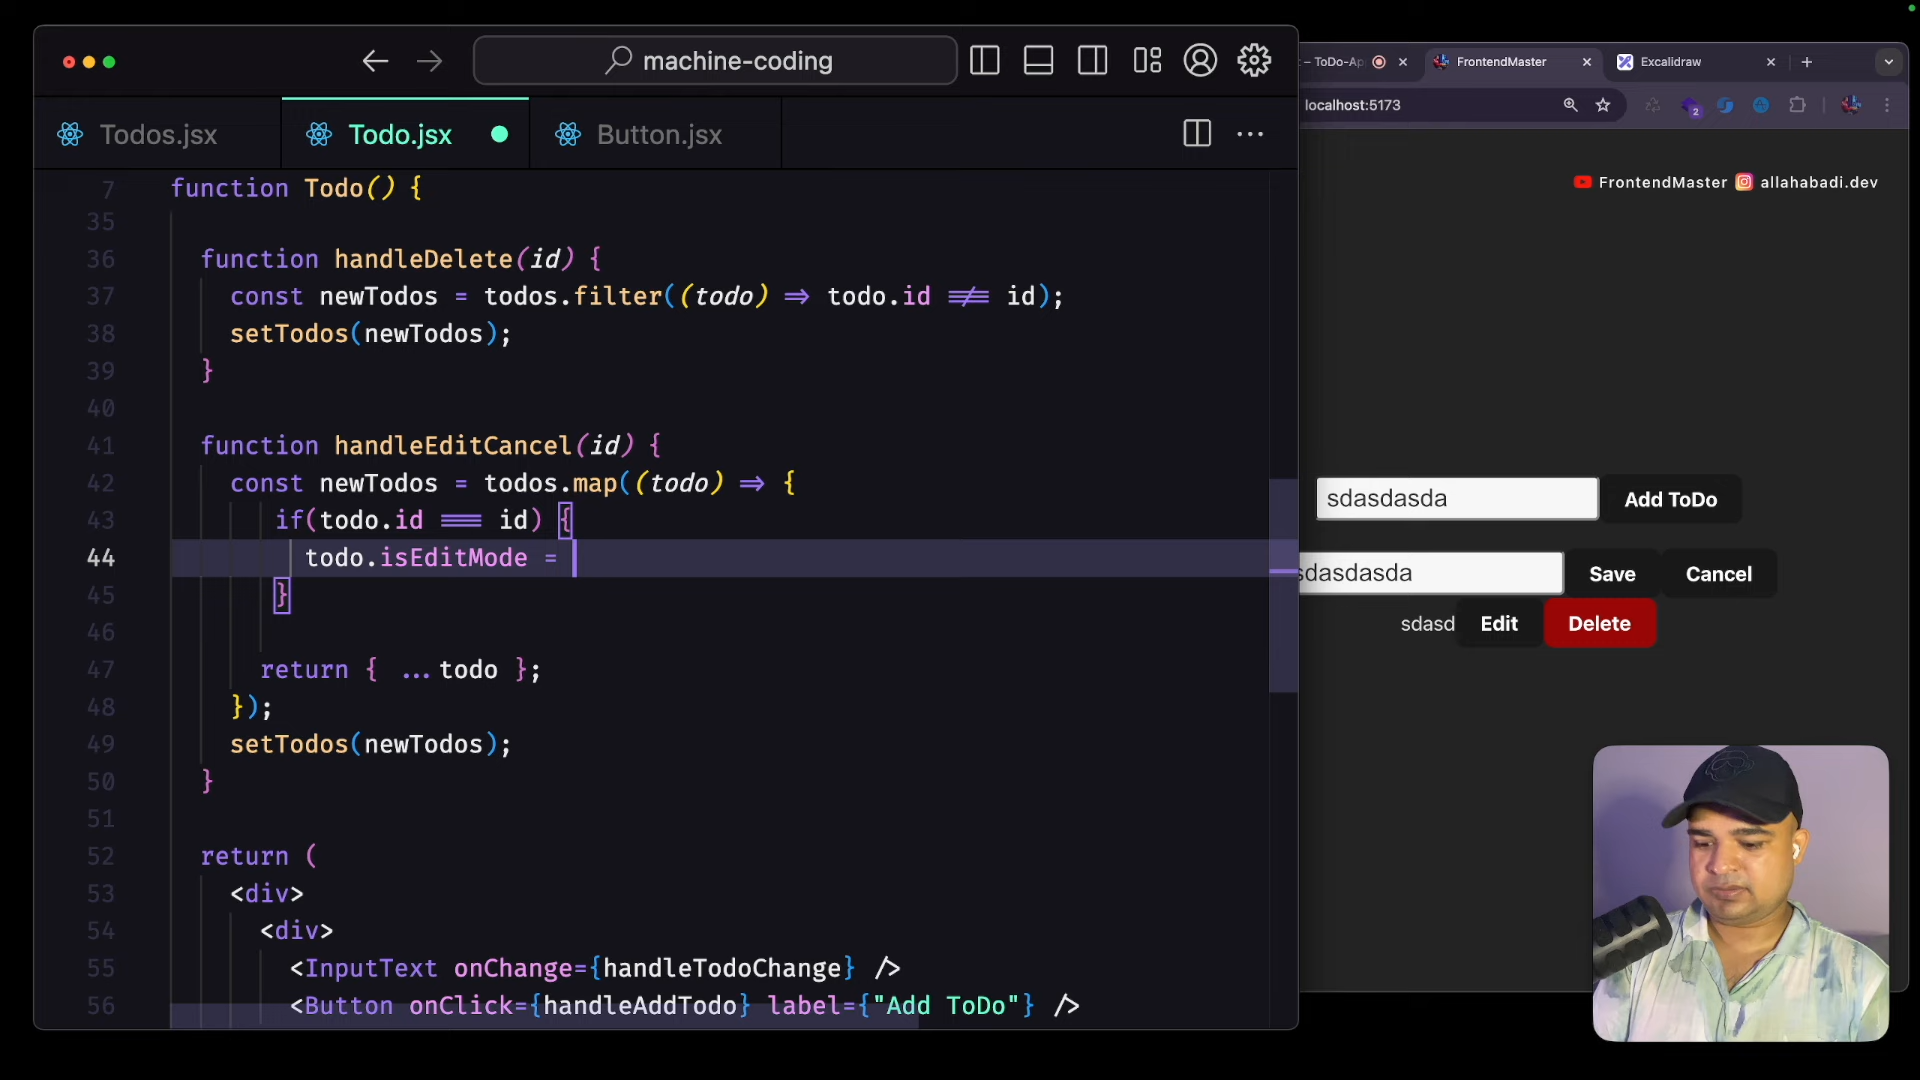 machine-coding
Todos.jsx
Todo.jsx
Button.jsx
7 function Todo() {
35
36 function handleDelete(id) {
37 const newTodos = todos.filter((todo) => todo.id !== id);
38 setTodos(newTodos);
39 }
40
41 function handleEditCancel(id) {
42 const newTodos = todos.map((todo) => {
43 if(todo.id === id) {
44 todo.isEditMode =
45 }
46
47 return { ...todo };
48 });
49 setTodos(newTodos);
50 }
51
52 return (
53 <div>
54 <div>
55 <InputText onChange={handleTodoChange} />
56 <Button onClick={handleAddTodo} label={"Add ToDo"} />
– ToDo-Ap
FrontendMaster
Excalidraw
localhost:5173
2
FrontendMaster allahabadi.dev
sdasdasda Add ToDo
sdasdasda Save Cancel
sdasd Edit Delete